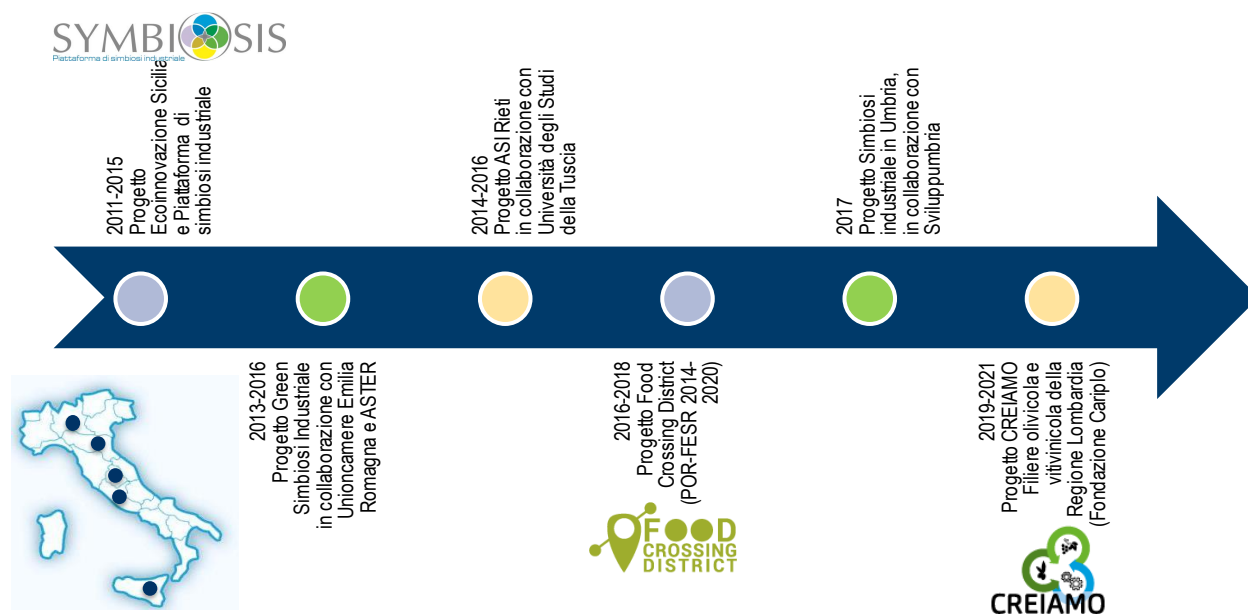 SYMBIOSIS
Piattaforma di simbiosi industriale
2011-2015
Progetto
Ecoinnovazione Sicilia
e Piattaforma di
simbiosi industriale
2013-2016
Progetto Green
Simbiosi Industriale
in collaborazione con
Unioncamere Emilia
Romagna e ASTER
2014-2016
Progetto ASI Rieti
in collaborazione con
Università degli Studi
della Tuscia
2016-2018
Progetto Food
Crossing District
(POR-FESR 2014-
2020)
FOOD
CROSSING
DISTRICT
2017
Progetto Simbiosi
industriale in Umbria,
in collaborazione con
Sviluppumbria
2019-2021
Progetto CREIAMO
Filiere olivicola e
vitivinicola della
Regione Lombardia
(Fondazione Cariplo)
CREIAMO